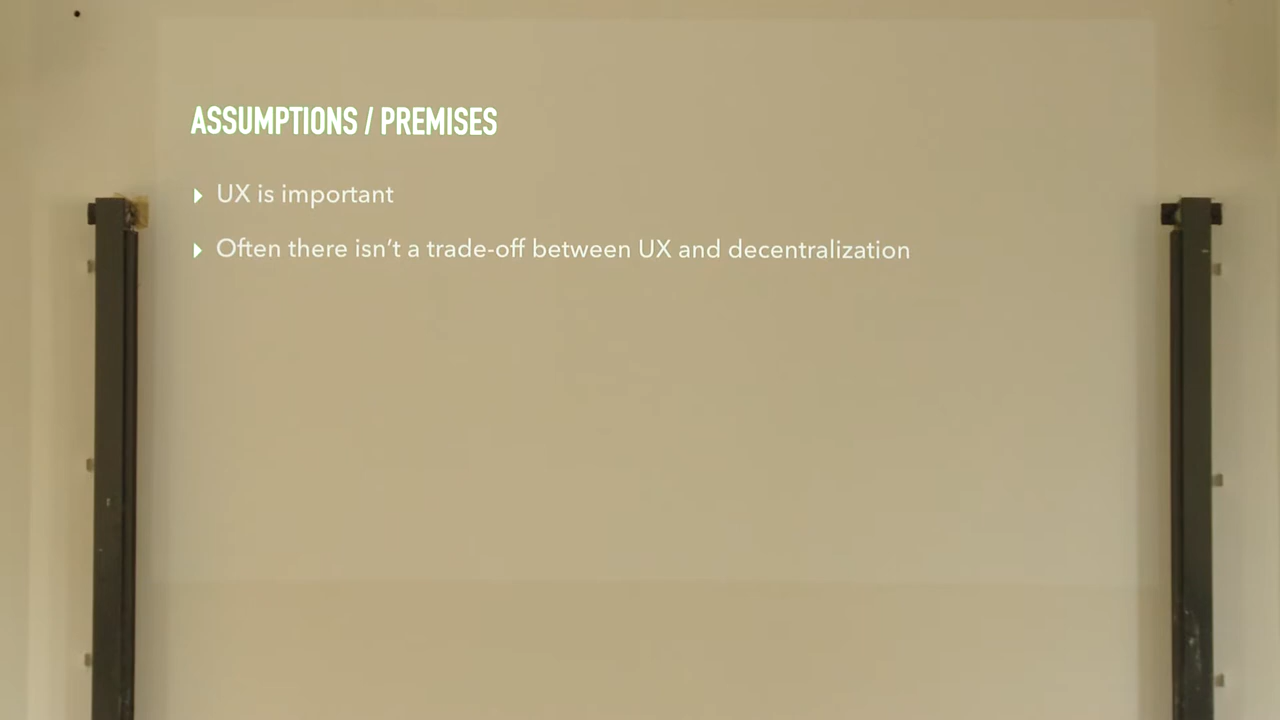 ASSUMPTIONS / PREMISES
▸ UX is important
▸ Often there isn't a trade-off between UX and decentralization